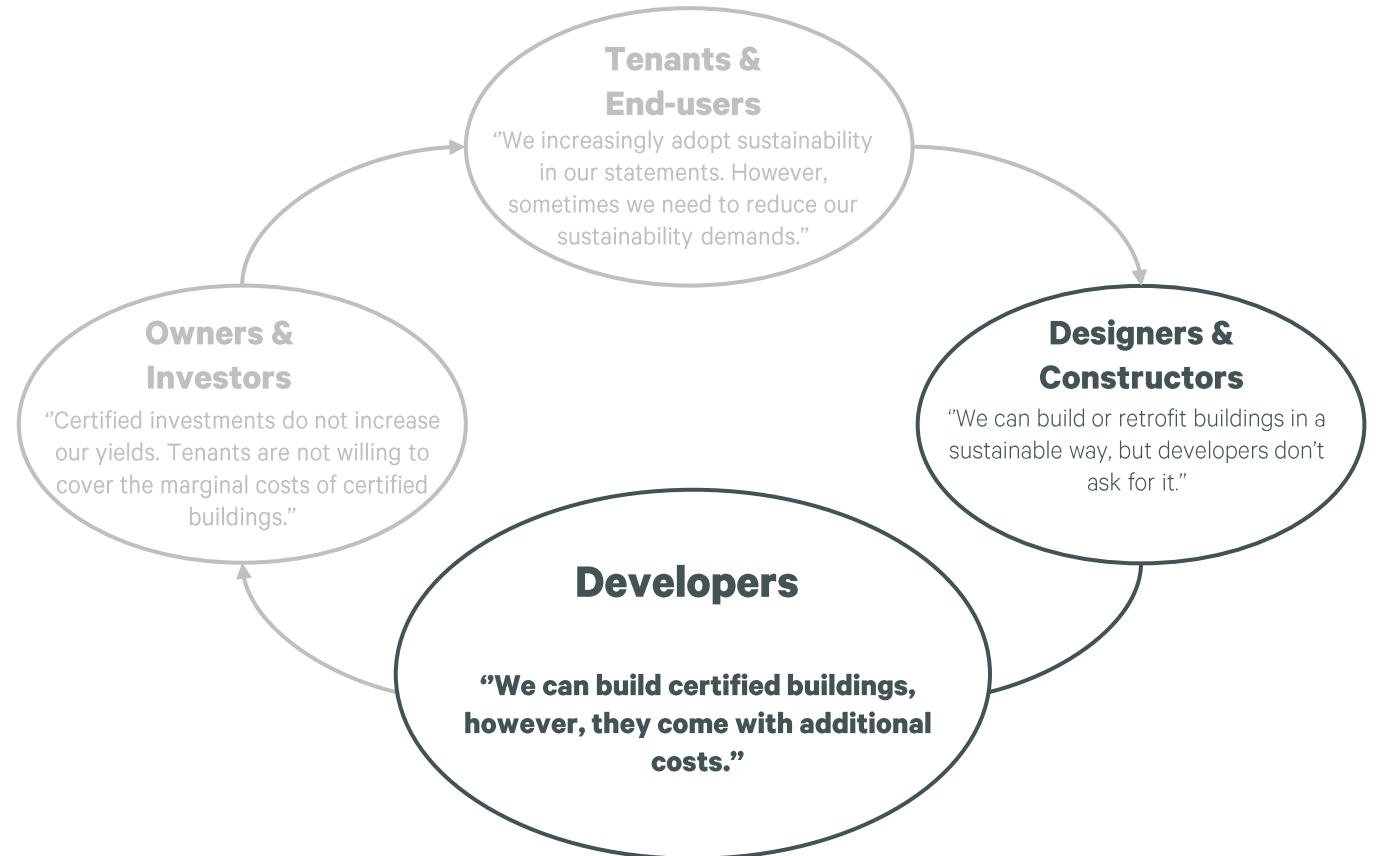 Tenants &
End-users
‘’We increasingly adopt sustainability
in our statements. However,
sometimes we need to reduce our
sustainability demands.’’
Owners &
Investors
‘’Certified investments do not increase
our yields. Tenants are not willing to
cover the marginal costs of certified
buildings.’’
Designers &
Constructors
‘’We can build or retrofit buildings in a
sustainable way, but developers don’t
ask for it.’’
Developers
‘’We can build certified buildings,
however, they come with additional
costs.’’